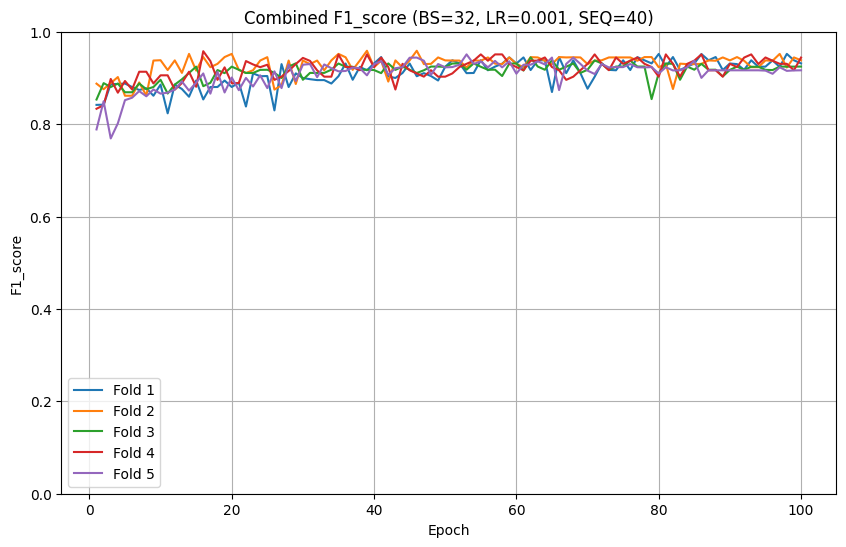 Combined F1_score (BS=32, LR=0.001, SEQ=40)
F1_score
1.0
0.8
0.6
0.4
0.2
0.0
Fold 1
Fold 2
Fold 3
Fold 4
Fold 5
0 20 40 60 80 100
Epoch